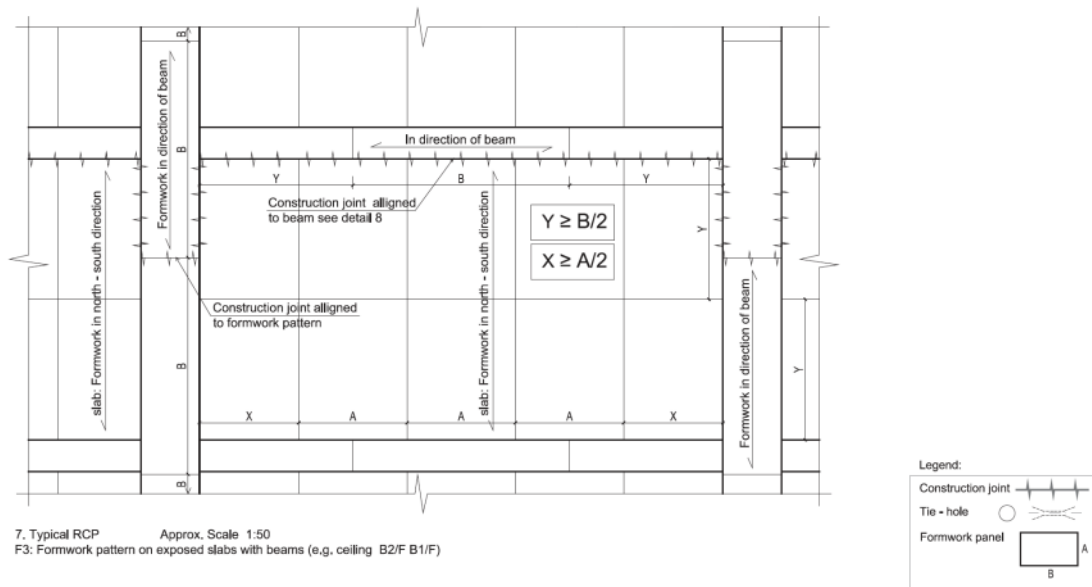 B
Formwork in direction of beam
B
In direction of beam
Y
B
Y
Construction joint alligned
to beam see detail 8
slab: Formwork in north - south direction
slab: Formwork in north - south direction
Y ≥ B/2
X ≥ A/2
Y
Construction joint alligned
to formwork pattern
B
Formwork in direction of beam
Y
X
A
A
A
X
B
7. Typical RCP Approx. Scale 1:50
F3: Formwork pattern on exposed slabs with beams (e.g. ceiling B2/F B1/F)
Legend:
Construction joint
Tie - hole
Formwork panel
A
B